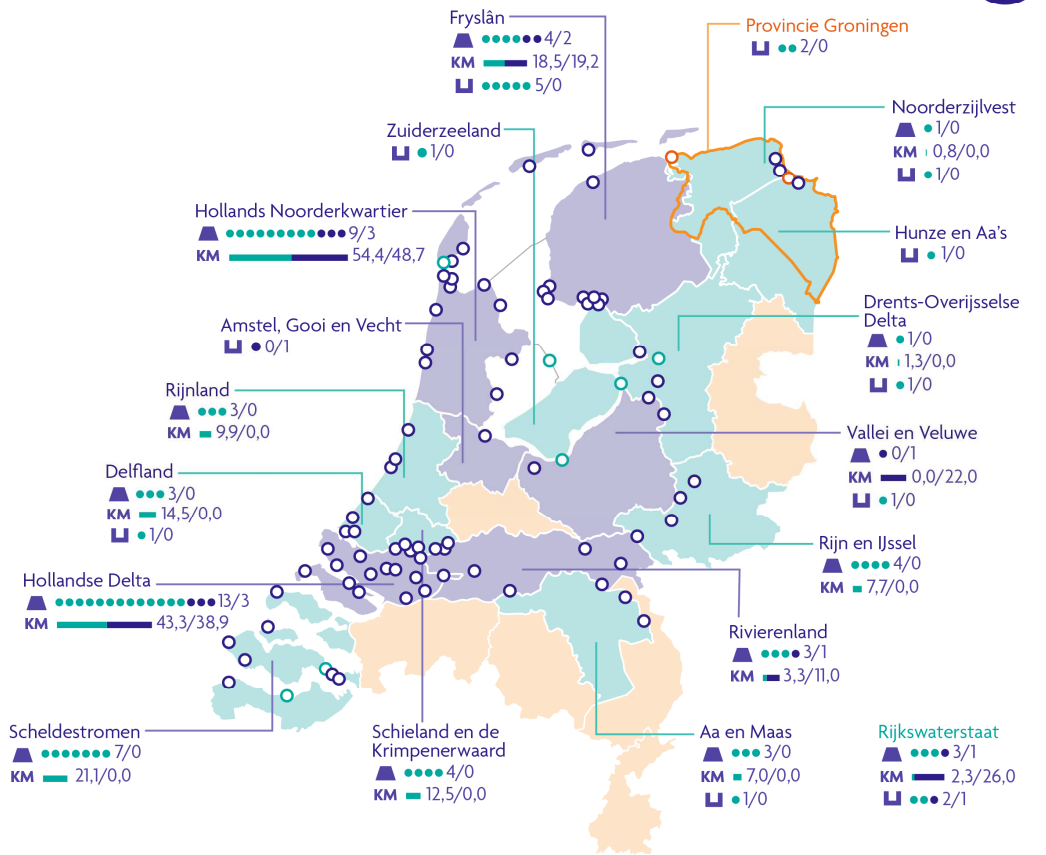 Fryslân
4/2
KM 18,5/19,2
5/0
Provincie Groningen
2/0
Noorderzijlvest
1/0
KM 0,8/0,0
1/0
Zuiderzeeland
1/0
Hollands Noorderkwartier
9/3
KM 54,4/48,7
Hunze en Aa's
1/0
Drents-Overijsselse
Delta
1/0
KM 1,3/0,0
1/0
Amstel, Gooi en Vecht
0/1
Rijnland
3/0
KM 9,9/0,0
Vallei en Veluwe
0/1
KM 0,0/22,0
1/0
Delfland
3/0
KM 14,5/0,0
1/0
Rijn en IJssel
4/0
KM 7,7/0,0
Hollandse Delta
13/3
KM 43,3/38,9
Rivierenland
3/1
KM 3,3/11,0
Scheldestromen
7/0
KM 21,1/0,0
Schieland en de
Krimpenerwaard
4/0
KM 12,5/0,0
Aa en Maas
3/0
KM 7,0/0,0
1/0
Rijkswaterstaat
3/1
KM 2,3/26,0
2/1